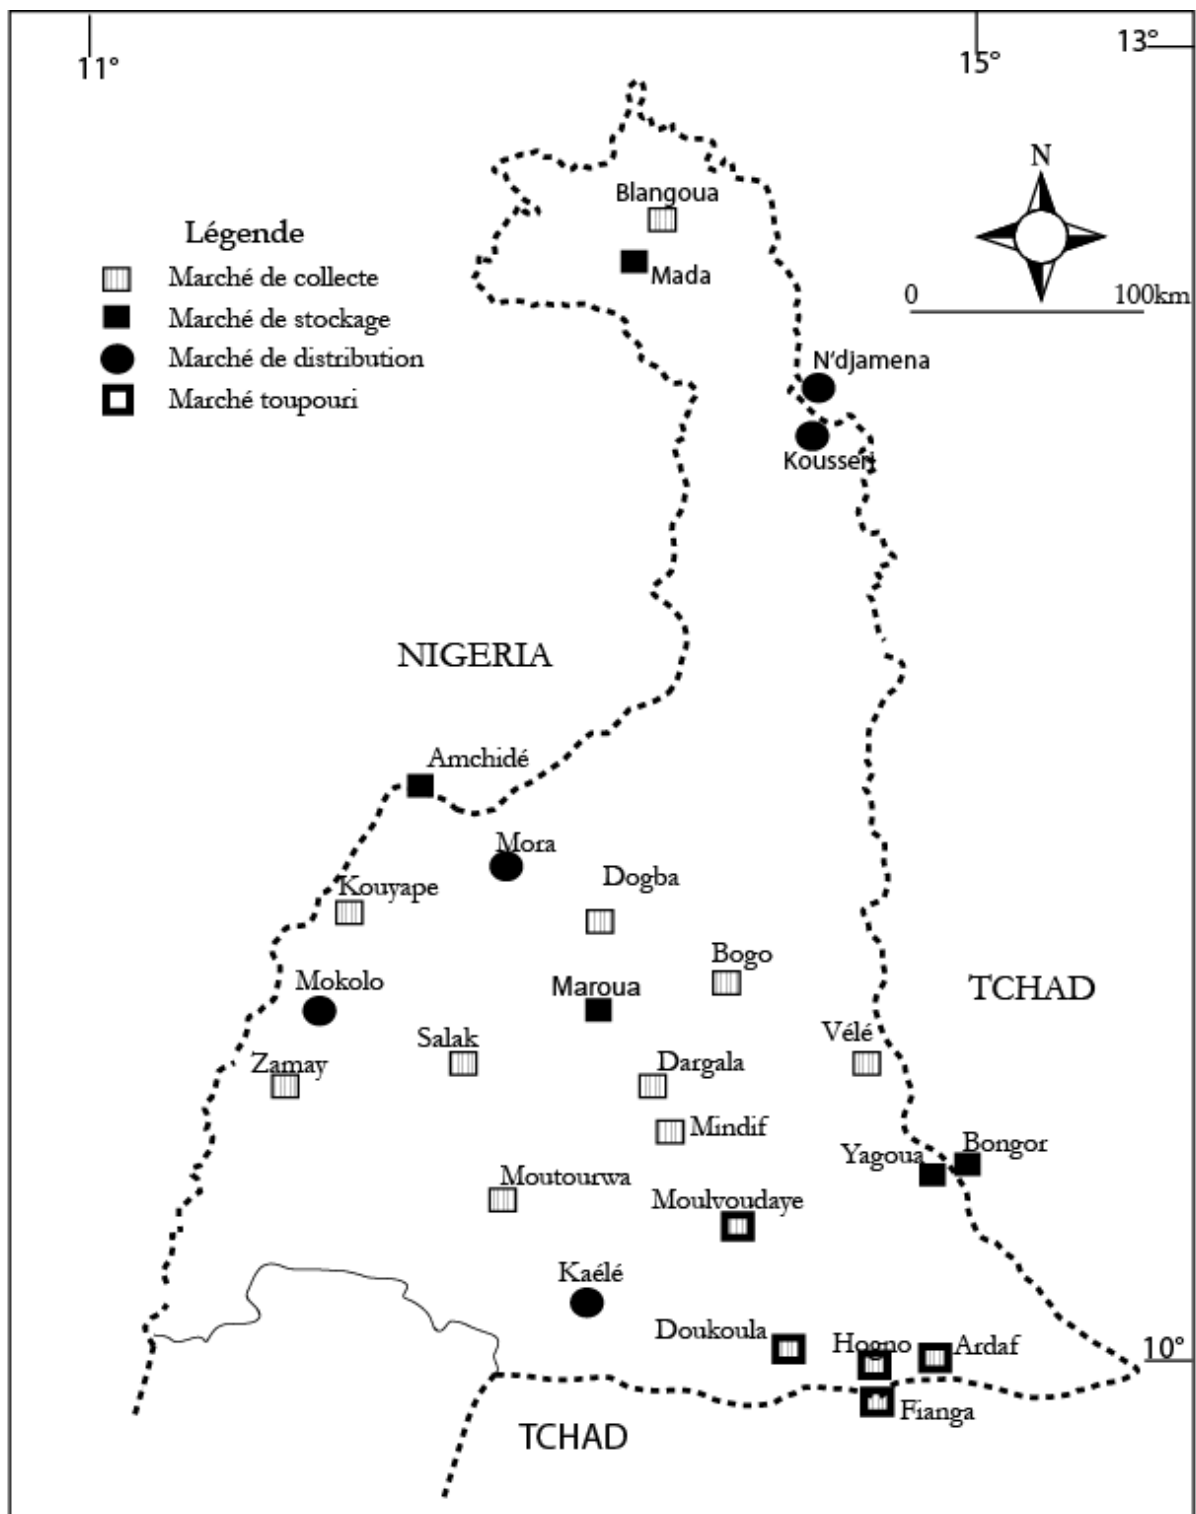 11°
15°
13°
N
Blangoua
Légende
Marché de collecte
Mada
0
100km
Marché de stockage
Marché de distribution
N'djamena
Marché toupouri
Kousseri
NIGERIA
Amchidé
Mora
Dogba
Kouyape
Bogo
Mokolo
Maroua
TCHAD
Salak
Vélé
Zamay
Dargala
Mindif
Yagoua
Bongor
Moutourwa
Moulvoudaye
Kaélé
Doukoula
Hogno
Ardaf
10°
Fianga
TCHAD